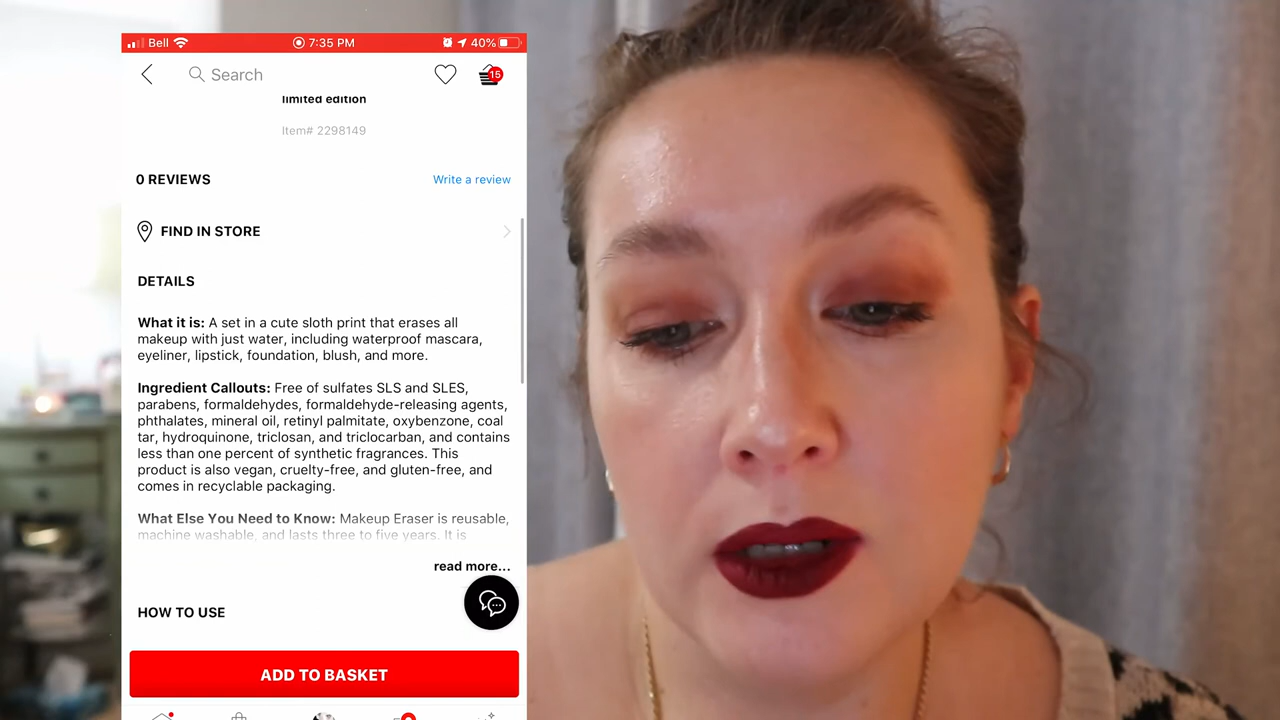 Bell 7:35 PM 40%
Search 15
limited edition
Item# 2298149
0 REVIEWS Write a review
FIND IN STORE
DETAILS
What it is: A set in a cute sloth print that erases all
makeup with just water, including waterproof mascara,
eyeliner, lipstick, foundation, blush, and more.
Ingredient Callouts: Free of sulfates SLS and SLES,
parabens, formaldehydes, formaldehyde-releasing agents,
phthalates, mineral oil, retinyl palmitate, oxybenzone, coal
tar, hydroquinone, triclosan, and triclocarban, and contains
less than one percent of synthetic fragrances. This
product is also vegan, cruelty-free, and gluten-free, and
comes in recyclable packaging.
What Else You Need to Know: Makeup Eraser is reusable,
machine washable, and lasts three to five years. It is
read more...
HOW TO USE
ADD TO BASKET